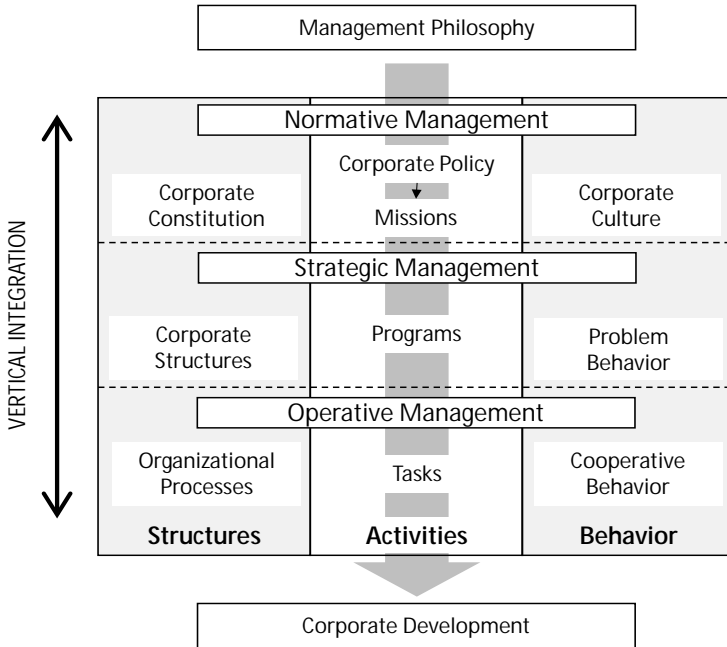 Management Philosophy
Normative Management
Corporate Policy
Corporate
Constitution
Missions
Corporate
Culture
Strategic Management
Corporate
Structures
Programs
Problem
Behavior
Operative Management
Organizational
Processes
Tasks
Cooperative
Behavior
Structures
Activities
Behavior
VERTICAL INTEGRATION
Corporate Development